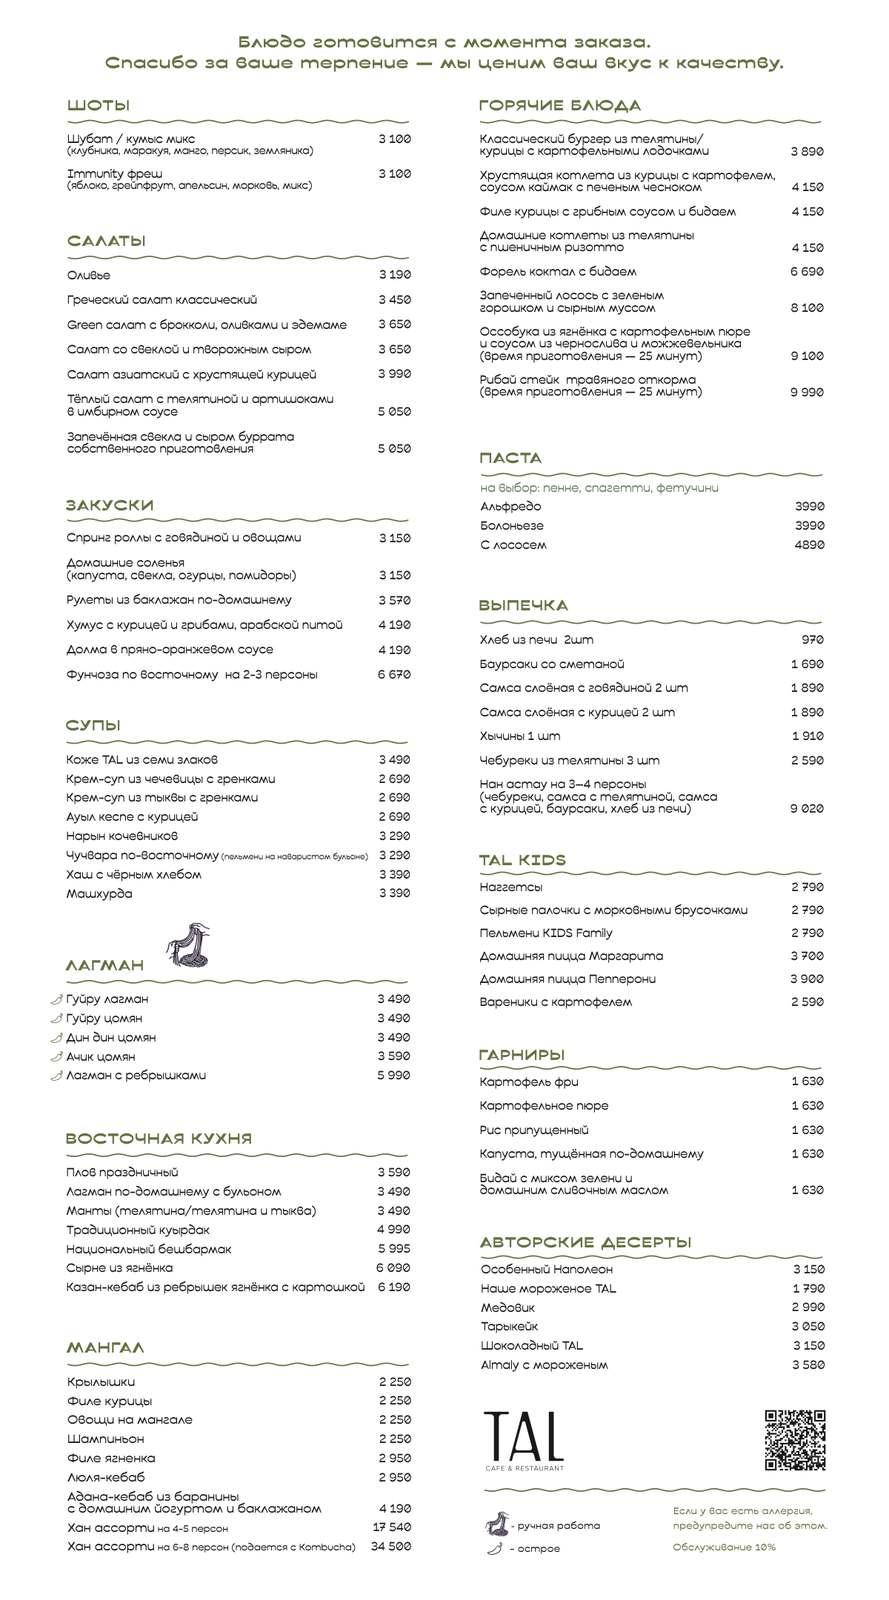 Блюдо готовится с момента заказа.
Спасибо за ваше терпение — мы ценим ваш вкус к качеству.
ШОТЫ
Шубат / кумыс микс 3 100
(клубника, маракуя, манго, персик, земляника)
Immunity фреш 3 100
(яблоко, грейпфрут, апельсин, морковь, микс)
САЛАТЫ
Оливье 3 190
Греческий салат классический 3 450
Green салат с брокколи, оливками и эдемаме 3 650
Салат со свеклой и творожным сыром 3 650
Салат азиатский с хрустящей курицей 3 990
Тёплый салат с телятиной и артишоками
в имбирном соусе 5 050
Запечённая свекла и сыром буррата
собственного приготовления 5 050
ЗАКУСКИ
Спринг роллы с говядиной и овощами 3 150
Домашние соленья
(капуста, свекла, огурцы, помидоры) 3 150
Рулеты из баклажан по-домашнему 3 570
Хумус с курицей и грибами, арабской питой 4 190
Долма в пряно-оранжевом соусе 4 190
Фунчоза по восточному на 2-3 персоны 6 670
СУПЫ
Коже TAL из семи злаков 3 490
Крем-суп из чечевицы с гренками 2 690
Крем-суп из тыквы с гренками 2 690
Ауыл кеспе с курицей 2 690
Нарын кочевников 3 290
Чучвара по-восточному (пельмени на наваристом бульоне) 3 290
Хаш с чёрным хлебом 3 390
Машхурда 3 390
ЛАГМАН
Гуйру лагман 3 490
Гуйру цомян 3 490
Дин дин цомян 3 490
Ачик цомян 3 590
Лагман с ребрышками 5 990
ВОСТОЧНАЯ КУХНЯ
Плов праздничный 3 590
Лагман по-домашнему с бульоном 3 490
Манты (телятина/телятина и тыква) 3 490
Традиционный куырдак 4 990
Национальный бешбармак 5 995
Сырне из ягнёнка 6 090
Казан-кебаб из ребрышек ягнёнка с картошкой 6 190
МАНГАЛ
Крылышки 2 250
Филе курицы 2 250
Овощи на мангале 2 250
Шампиньон 2 250
Филе ягненка 2 950
Люля-кебаб 2 950
Адана-кебаб из баранины
с домашним йогуртом и баклажаном 4 190
Хан ассорти на 4-5 персон 17 540
Хан ассорти на 6-8 персон (подается с Kombucha) 34 500
ГОРЯЧИЕ БЛЮДА
Классический бургер из телятины/
курицы с картофельными лодочками 3 890
Хрустящая котлета из курицы с картофелем,
соусом каймак с печеным чесноком 4 150
Филе курицы с грибным соусом и бидаем 4 150
Домашние котлеты из телятины
с пшеничным ризотто 4 150
Форель коктал с бидаем 6 690
Запеченный лосось с зеленым
горошком и сырным муссом 8 100
Оссобука из ягнёнка с картофельным пюре
и соусом из чернослива и можжевельника
(время приготовления — 25 минут) 9 100
Рибай стейк травяного откорма
(время приготовления — 25 минут) 9 990
ПАСТА
на выбор: пенне, спагетти, фетучини
Альфредо 3990
Болоньезе 3990
С лососем 4890
ВЫПЕЧКА
Хлеб из печи 2шт 970
Баурсаки со сметаной 1 690
Самса слоёная с говядиной 2 шт 1 890
Самса слоёная с курицей 2 шт 1 890
Хычины 1 шт 1 910
Чебуреки из телятины 3 шт 2 590
Нан астау на 3—4 персоны
(чебуреки, самса с телятиной, самса
с курицей, баурсаки, хлеб из печи) 9 020
TAL KIDS
Наггетсы 2 790
Сырные палочки с морковными брусочками 2 790
Пельмени KIDS Family 2 790
Домашняя пицца Маргарита 3 700
Домашняя пицца Пепперони 3 900
Вареники с картофелем 2 590
ГАРНИРЫ
Картофель фри 1 630
Картофельное пюре 1 630
Рис припущенный 1 630
Капуста, тущённая по-домашнему 1 630
Бидай с миксом зелени и
домашним сливочным маслом 1 630
АВТОРСКИЕ ДЕСЕРТЫ
Особенный Наполеон 3 150
Наше мороженое TAL 1 790
Медовик 2 990
Тарыкейк 3 050
Шоколадный TAL 3 150
Almaly с мороженым 3 580
TAL
CAFE & RESTAURANT
- ручная работа
- острое
Если у вас есть аллергия,
предупредите нас об этом.
Обслуживание 10%